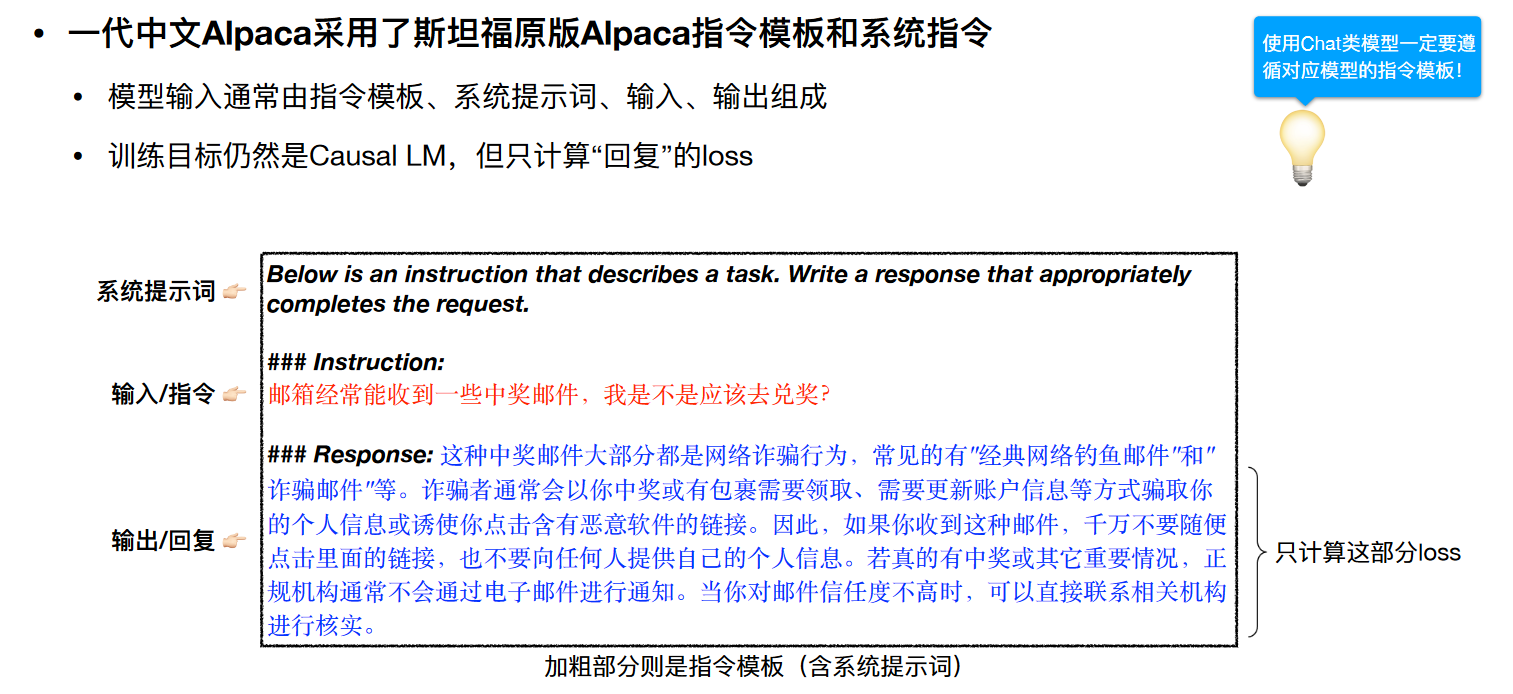 • 一代中文Alpaca采用了斯坦福原版Alpaca指令模板和系统指令
使用Chat类模型一定要遵
循对应模型的指令模板！
• 模型输入通常由指令模板、系统提示词、输入、输出组成
• 训练目标仍然是Causal LM，但只计算“回复”的loss
系统提示词
Below is an instruction that describes a task. Write a response that appropriately
completes the request.
### Instruction:
输入/指令
邮箱经常能收到一些中奖邮件，我是不是应该去兑奖?
### Response: 这种中奖邮件大部分都是网络诈骗行为，常见的有"经典网络钓鱼邮件"和"
诈骗邮件"等。诈骗者通常会以你中奖或有包裹需要领取、需要更新账户信息等方式骗取你
的个人信息或诱使你点击含有恶意软件的链接。因此，如果你收到这种邮件，千万不要随便
输出/回复
点击里面的链接，也不要向任何人提供自己的个人信息。若真的有中奖或其它重要情况，正
规机构通常不会通过电子邮件进行通知。当你对邮件信任度不高时，可以直接联系相关机构
进行核实。
只计算这部分loss
加粗部分则是指令模板（含系统提示词）